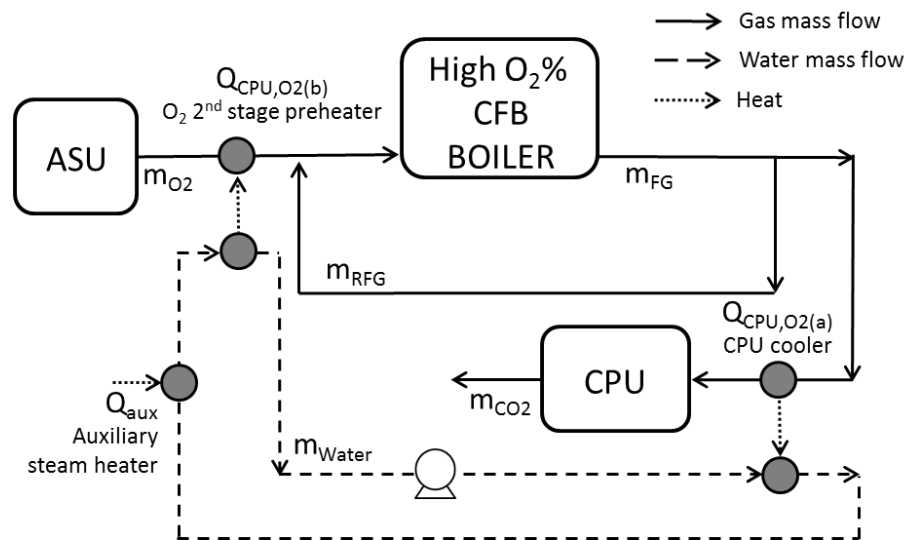 Gas mass flow
Water mass flow
Heat
Q_CPU,O2(b)
O₂ 2ⁿᵈ stage preheater
High O₂%
CFB
BOILER
ASU
m_O2
m_FG
m_RFG
Q_CPU,O2(a)
CPU cooler
CPU
m_CO2
Q_aux
Auxiliary
steam heater
m_Water